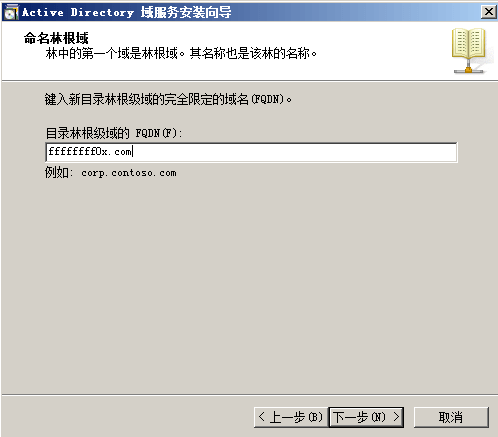 Active Directory 域服务安装向导
命名林根域
林中的第一个域是林根域。其名称也是该林的名称。
键入新目录林根级域的完全限定的域名(FQDN)。
目录林根级域的 FQDN(F):
ffffffff0x.com
例如: corp.contoso.com
< 上一步(B) 下一步(N) > 取消